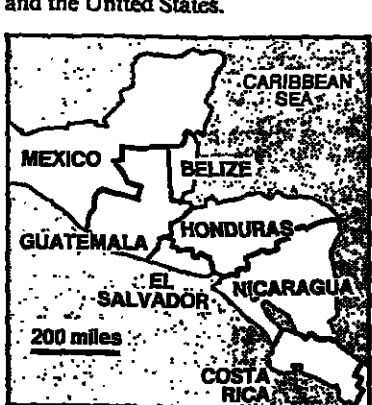 and the United States.
CARIBBEAN
SEA
MEXICO
BELIZE
GUATEMALA
HONDURAS
EL
SALVADOR
NICARAGUA
200 miles
COSTA
RICA